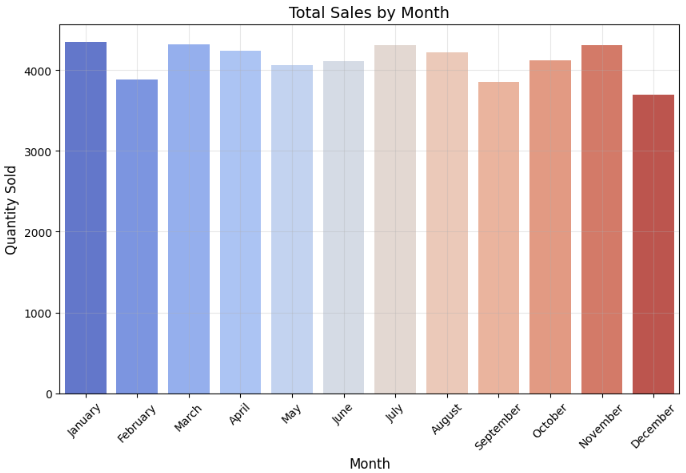 Total Sales by Month
Quantity Sold
4000
3000
2000
1000
0
January
February
March
April
May
June
July
August
September
October
November
December
Month